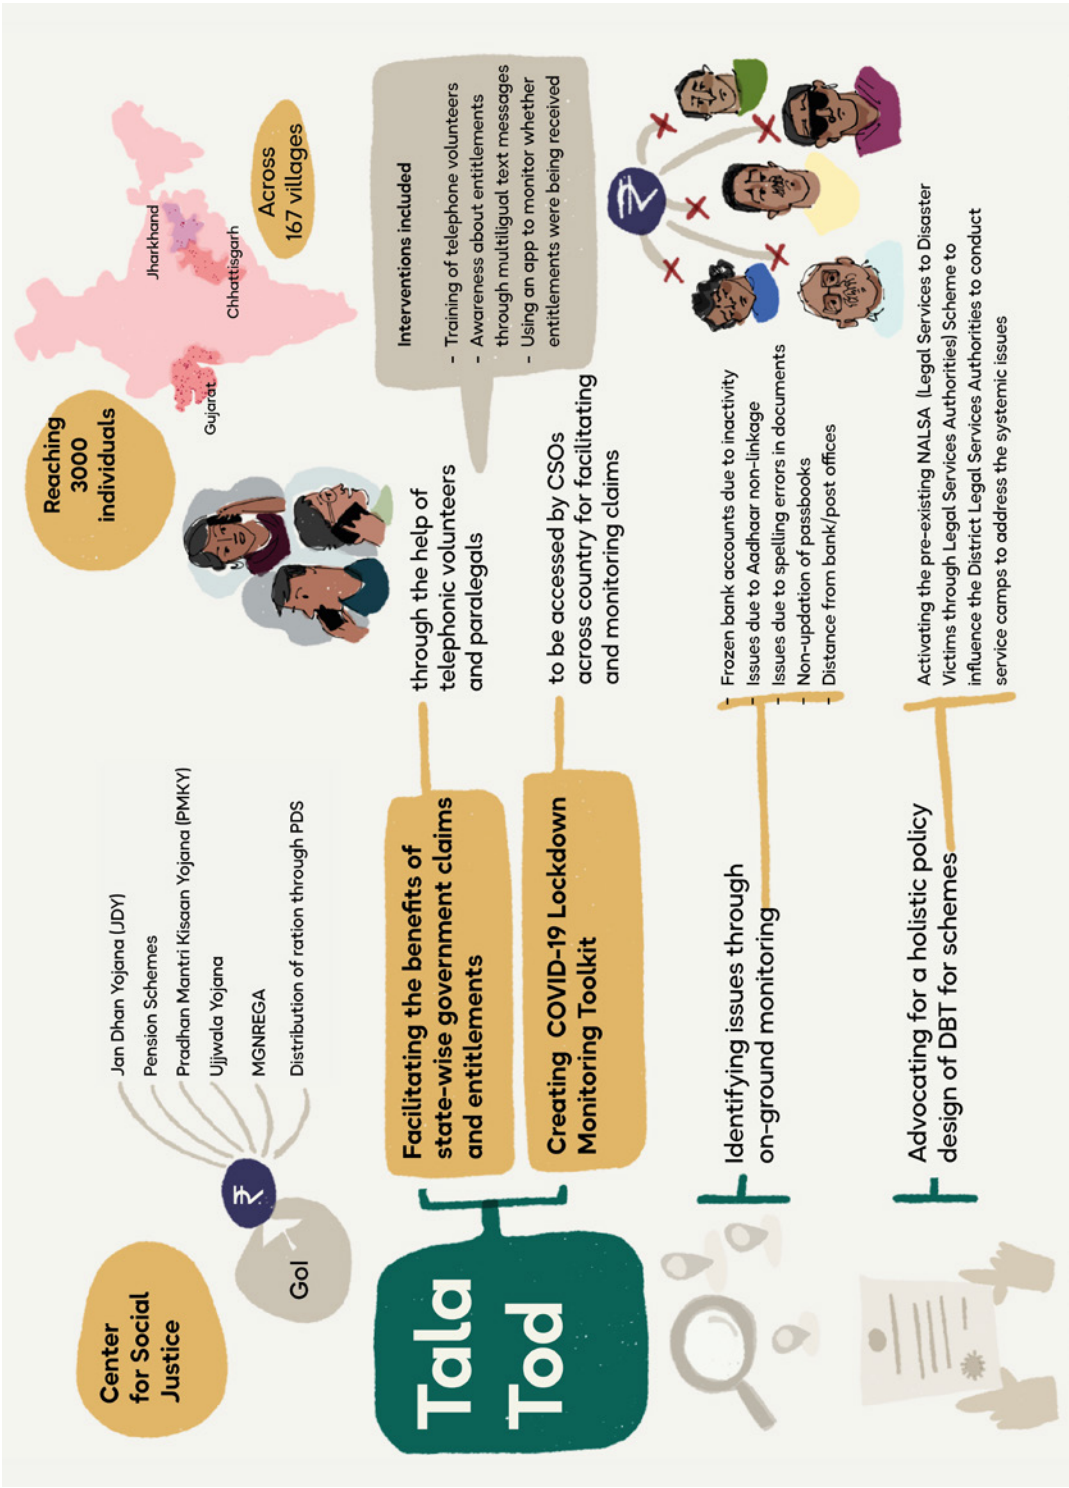 Center
for Social
Justice
GoI
₹
Jan Dhan Yojana (JDY)
Pension Schemes
Pradhan Mantri Kisaan Yojana (PMKY)
Ujjwala Yojana
MGNREGA
Distribution of ration through PDS
Reaching
3000
individuals
Gujarat
Jharkhand
Chhattisgarh
Across
167 villages
Tala
Tod
Facilitating the benefits of
state-wise government claims
and entitlements
through the help of
telephonic volunteers
and paralegals
Creating COVID-19 Lockdown
Monitoring Toolkit
to be accessed by CSOs
across country for facilitating
and monitoring claims
Interventions included
- Training of telephone volunteers
- Awareness about entitlements
through multiligual text messages
- Using an app to monitor whether
entitlements were being received
Identifying issues through
on-ground monitoring
- Frozen bank accounts due to inactivity
- Issues due to Aadhaar non-linkage
- Issues due to spelling errors in documents
- Non-updation of passbooks
- Distance from bank/post offices
₹
Advocating for a holistic policy
design of DBT for schemes
Activating the pre-existing NALSA (Legal Services to Disaster
Victims through Legal Services Authorities) Scheme to
influence the District Legal Services Authorities to conduct
service camps to address the systemic issues